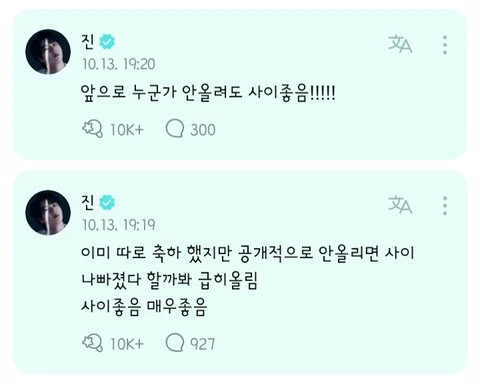 진
10.13. 19:20
앞으로 누군가 안올려도 사이좋음!!!!!
10K+ 300
진
10.13. 19:19
이미 따로 축하 했지만 공개적으로 안올리면 사이
나빠졌다 할까봐 급히올림
사이좋음 매우좋음
10K+ 927